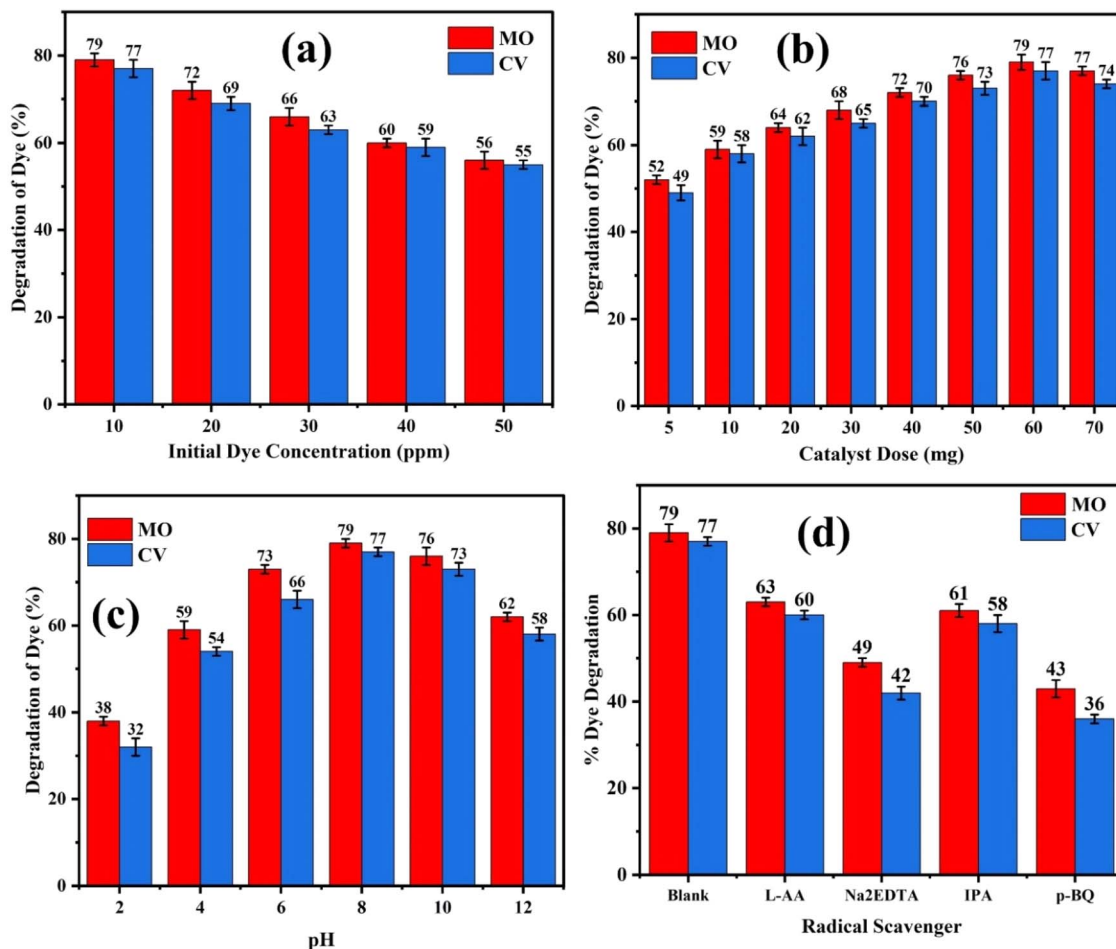 (a)
MO
CV
Degradation of Dye (%)
80
60
40
20
0
79 77 72 69 66 63 60 59 56 55
10 20 30 40 50
Initial Dye Concentration (ppm)
(b)
MO
CV
Degradation of Dye (%)
80
60
40
20
0
52 49 59 58 64 62 68 65 72 70 76 73 79 77 77 74
5 10 20 30 40 50 60 70
Catalyst Dose (mg)
(c)
MO
CV
Degradation of Dye (%)
80
60
40
20
0
38 32 59 54 73 66 79 77 76 73 62 58
2 4 6 8 10 12
pH
(d)
MO
CV
% Dye Degradation
80
60
40
20
0
79 77 63 60 49 42 61 58 43 36
Blank L-AA Na2EDTA IPA p-BQ
Radical Scavenger